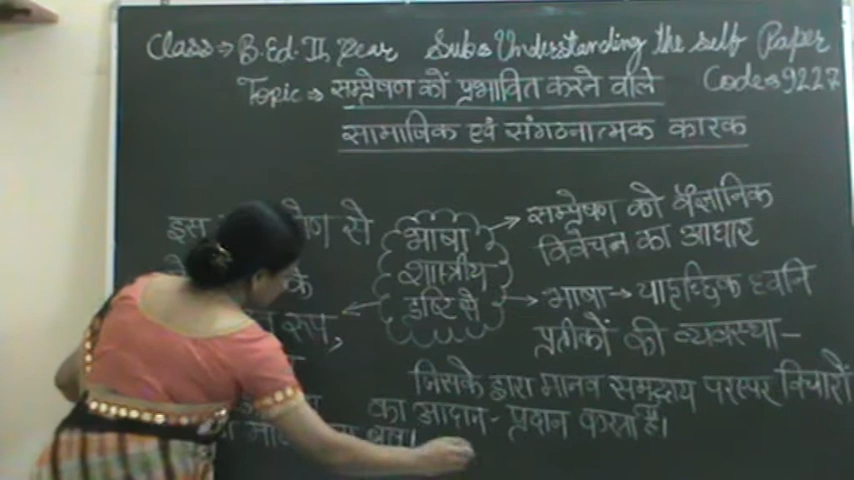 Class → B.Ed. II Year Sub: Understanding the self Paper
Code: 9227
Topic ⇒ सम्प्रेषण को प्रभावित करने वाले
सामाजिक एवं संगठनात्मक कारक
इस
से
के
रूप,
भाषा
शास्त्रीय
दृष्टि से
सम्प्रेषण को वैज्ञानिक
विवेचन का आधार
भाषा → यादृच्छिक ध्वनि
प्रतीकों की व्यवस्था -
जिसके द्वारा मानव समुदाय परस्पर विचारों
का आदान - प्रदान करता है।